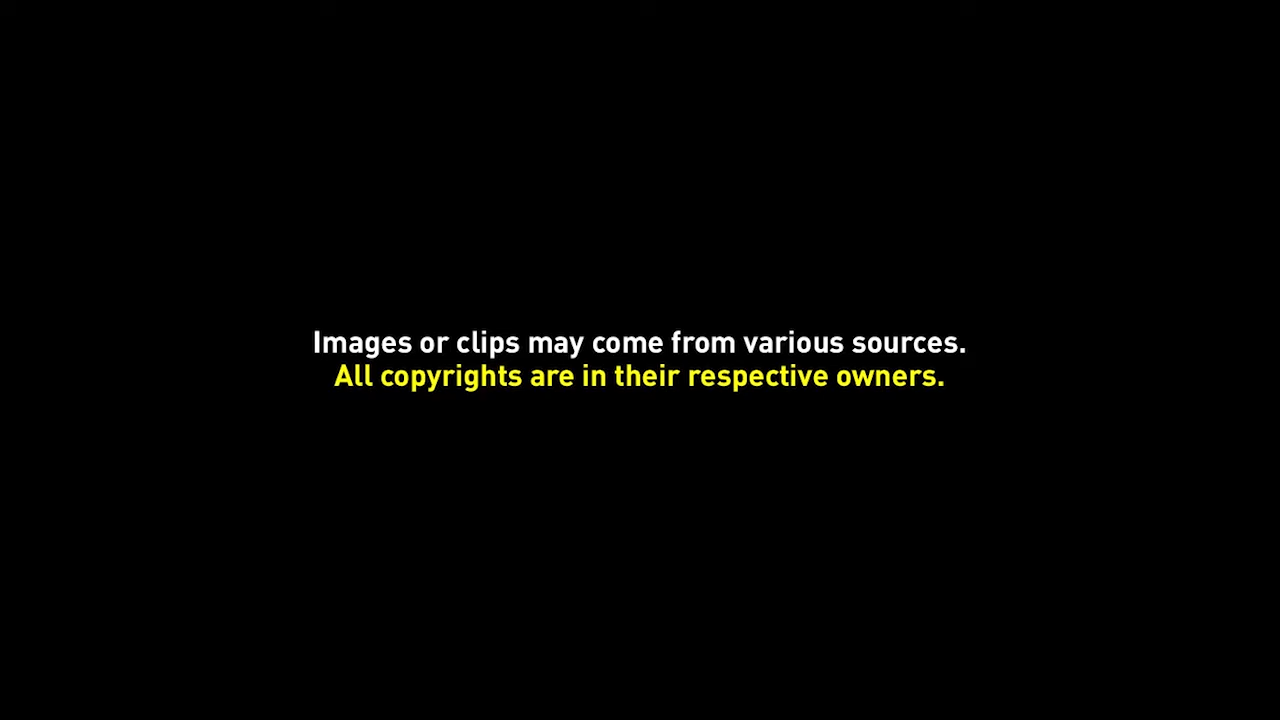 Images or clips may come from various sources.
All copyrights are in their respective owners.